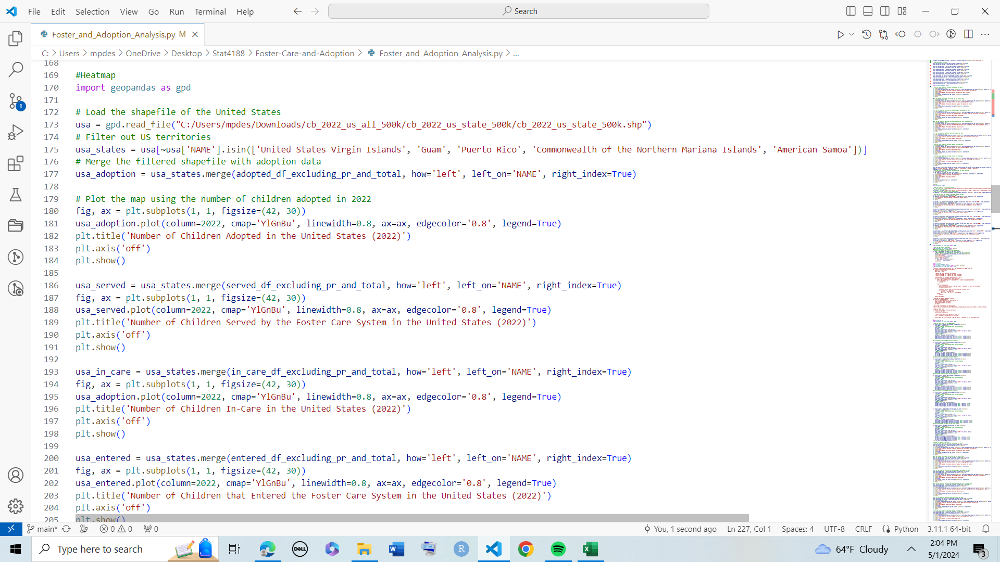 File Edit Selection View Go Run Terminal Help
Search
Foster_and_Adoption_Analysis.py M
C: > Users > mpdes > OneDrive > Desktop > Stat4188 > Foster-Care-and-Adoption > Foster_and_Adoption_Analysis.py > ...
168
169 #Heatmap
170 import geopandas as gpd
171
172 # Load the shapefile of the United States
173 usa = gpd.read_file("C:/Users/mpdes/Downloads/cb_2022_us_all_500k/cb_2022_us_state_500k/cb_2022_us_state_500k.shp")
174 # Filter out US territories
175 usa_states = usa[~usa['NAME'].isin(['United States Virgin Islands', 'Guam', 'Puerto Rico', 'Commonwealth of the Northern Mariana Islands', 'American Samoa'])]
176 # Merge the filtered shapefile with adoption data
177 usa_adoption = usa_states.merge(adopted_df_excluding_pr_and_total, how='left', left_on='NAME', right_index=True)
178
179 # Plot the map using the number of children adopted in 2022
180 fig, ax = plt.subplots(1, 1, figsize=(42, 30))
181 usa_adoption.plot(column=2022, cmap='YlGnBu', linewidth=0.8, ax=ax, edgecolor='0.8', legend=True)
182 plt.title('Number of Children Adopted in the United States (2022)')
183 plt.axis('off')
184 plt.show()
185
186 usa_served = usa_states.merge(served_df_excluding_pr_and_total, how='left', left_on='NAME', right_index=True)
187 fig, ax = plt.subplots(1, 1, figsize=(42, 30))
188 usa_served.plot(column=2022, cmap='YlGnBu', linewidth=0.8, ax=ax, edgecolor='0.8', legend=True)
189 plt.title('Number of Children Served by the Foster Care System in the United States (2022)')
190 plt.axis('off')
191 plt.show()
192
193 usa_in_care = usa_states.merge(in_care_df_excluding_pr_and_total, how='left', left_on='NAME', right_index=True)
194 fig, ax = plt.subplots(1, 1, figsize=(42, 30))
195 usa_adoption.plot(column=2022, cmap='YlGnBu', linewidth=0.8, ax=ax, edgecolor='0.8', legend=True)
196 plt.title('Number of Children In-Care in the United States (2022)')
197 plt.axis('off')
198 plt.show()
199
200 usa_entered = usa_states.merge(entered_df_excluding_pr_and_total, how='left', left_on='NAME', right_index=True)
201 fig, ax = plt.subplots(1, 1, figsize=(42, 30))
202 usa_entered.plot(column=2022, cmap='YlGnBu', linewidth=0.8, ax=ax, edgecolor='0.8', legend=True)
203 plt.title('Number of Children that Entered the Foster Care System in the United States (2022)')
204 plt.axis('off')
205 plt.show()
1
main* 0 0 0 You, 1 second ago Ln 227, Col 1 Spaces: 4 UTF-8 CRLF Python 3.11.1 64-bit
Type here to search
DELL
W
R
X
64°F Cloudy
2:04 PM
5/1/2024
3